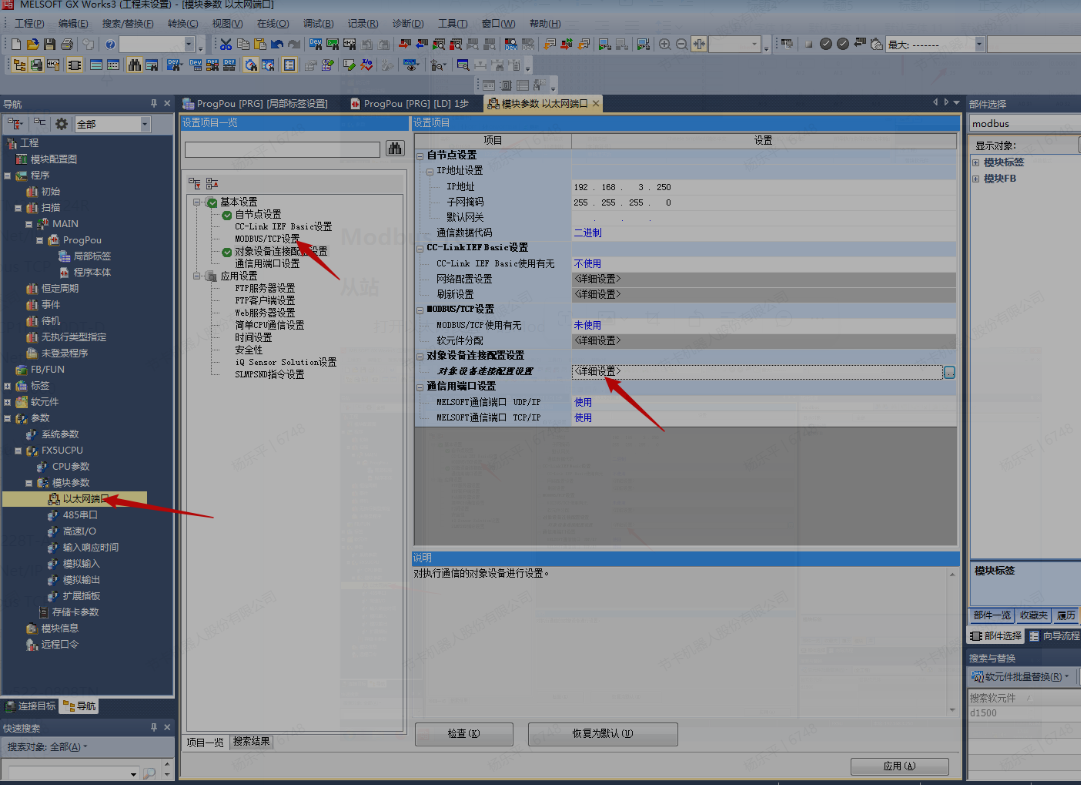 MELSOFT GX Works3 (工程未设置) - [模块参数 以太网端口]
工程(P) 编辑(E) 搜索/替换(F) 转换(C) 视图(V) 在线(O) 调试(B) 记录(R) 诊断(D) 工具(T) 窗口(W) 帮助(H)
最大: --------
导航
全部
工程
模块配置图
程序
初始
扫描
MAIN
ProgPou
局部标签
程序本体
恒定周期
事件
待机
无执行类型指定
未登录程序
FB/FUN
标签
软元件
参数
系统参数
FX5UCPU
CPU参数
模块参数
以太网端口
485串口
高速I/O
输入响应时间
模拟输入
模拟输出
扩展插板
存储卡参数
模块信息
远程口令
连接目标 导航
快速搜索
搜索对象: 全部(A)
ProgPou [PRG] [局部标签设置] ProgPou [PRG] [LD] 1步 模块参数 以太网端口
设置项目一览
基本设置
自节点设置
CC-Link IEF Basic设置
MODBUS/TCP设置
对象设备连接配置设置
通信用端口设置
应用设置
FTP服务器设置
FTP客户端设置
Web服务器设置
简单CPU通信设置
时间设置
安全性
iQ Sensor Solution设置
SLMPSND指令设置
项目一览 搜索结果
设置项目
项目 设置
自节点设置
IP地址设置
IP地址 192 . 168 . 3 . 250
子网掩码 255 . 255 . 255 . 0
默认网关 . . .
通信数据代码 二进制
CC-Link IEF Basic设置
CC-Link IEF Basic使用有无 不使用
网络配置设置 <详细设置>
刷新设置 <详细设置>
MODBUS/TCP设置
MODBUS/TCP使用有无 未使用
软元件分配 <详细设置>
对象设备连接配置设置
对象设备连接配置设置 <详细设置>
通信用端口设置
MELSOFT通信端口 UDP/IP 使用
MELSOFT通信端口 TCP/IP 使用
说明
对执行通信的对象设备进行设置。
检查(K) 恢复为默认(U)
应用(A)
部件选择
modbus
显示对象:
模块标签
模块FB
模块标签
部件一览 收藏夹 履历
部件选择 向导流程
搜索与替换
软元件批量替换(R)
搜索软元件
d1500
Modbus
从站